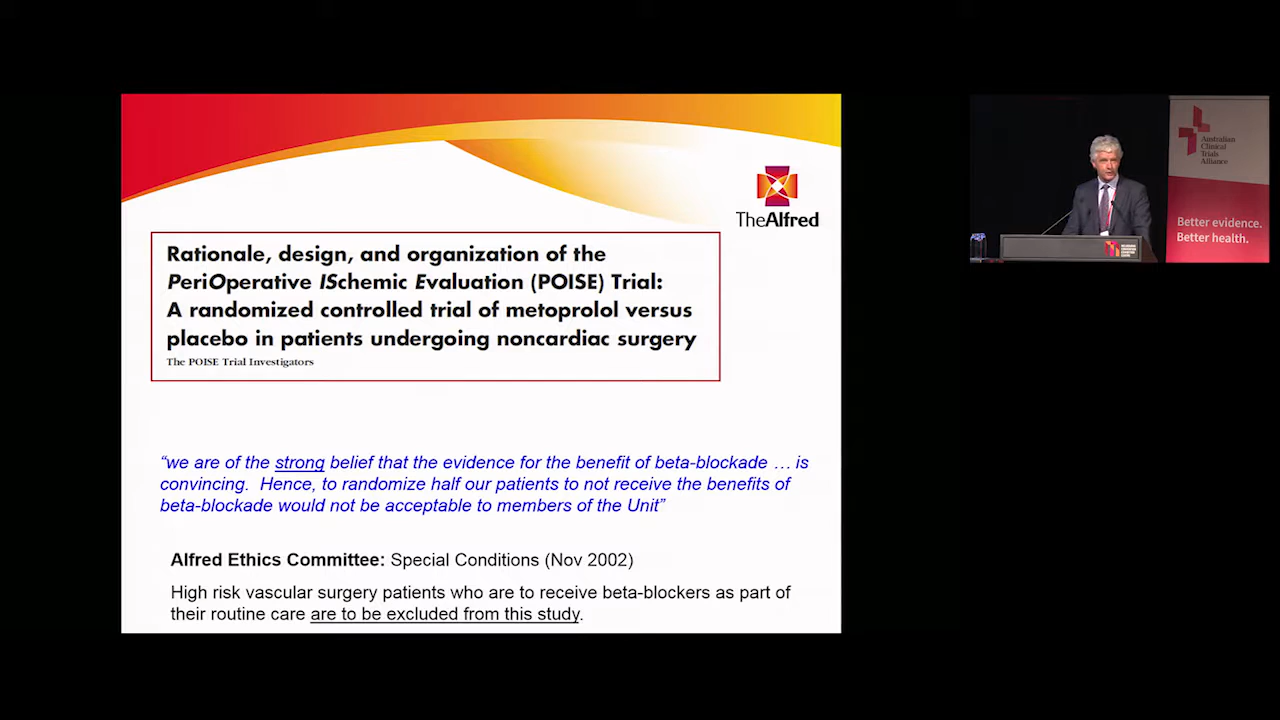 TheAlfred
Rationale, design, and organization of the
PeriOperative ISchemic Evaluation (POISE) Trial:
A randomized controlled trial of metoprolol versus
placebo in patients undergoing noncardiac surgery
The POISE Trial Investigators
“we are of the strong belief that the evidence for the benefit of beta-blockade … is
convincing. Hence, to randomize half our patients to not receive the benefits of
beta-blockade would not be acceptable to members of the Unit”
Alfred Ethics Committee: Special Conditions (Nov 2002)
High risk vascular surgery patients who are to receive beta-blockers as part of
their routine care are to be excluded from this study.
Australian
Clinical
Trials
Alliance
Better evidence.
Better health.